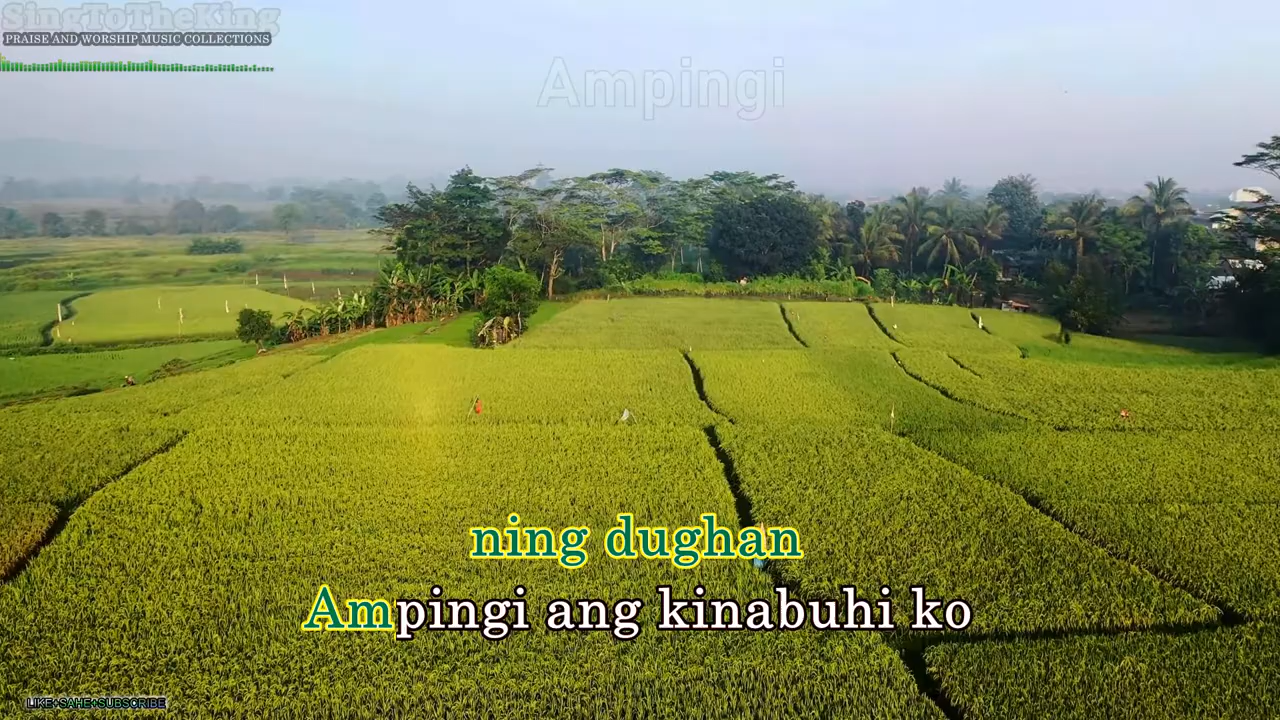 SingToTheKing
PRAISE AND WORSHIP MUSIC COLLECTIONS
Ampingi
ning dughan
Ampingi ang kinabuhi ko
LIKE+SAHE+SUBSCRIBE